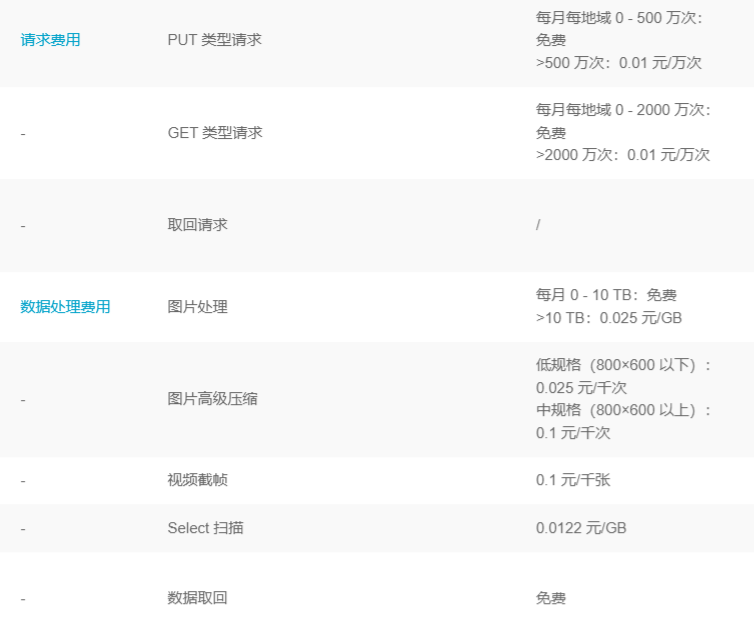 请求费用
PUT 类型请求
每月每地域 0 - 500 万次：
免费
>500 万次：0.01 元/万次
-
GET 类型请求
每月每地域 0 - 2000 万次：
免费
>2000 万次：0.01 元/万次
-
取回请求
/
数据处理费用
图片处理
每月 0 - 10 TB：免费
>10 TB：0.025 元/GB
-
图片高级压缩
低规格（800×600 以下）：
0.025 元/千次
中规格（800×600 以上）：
0.1 元/千次
-
视频截帧
0.1 元/千张
-
Select 扫描
0.0122 元/GB
-
数据取回
免费